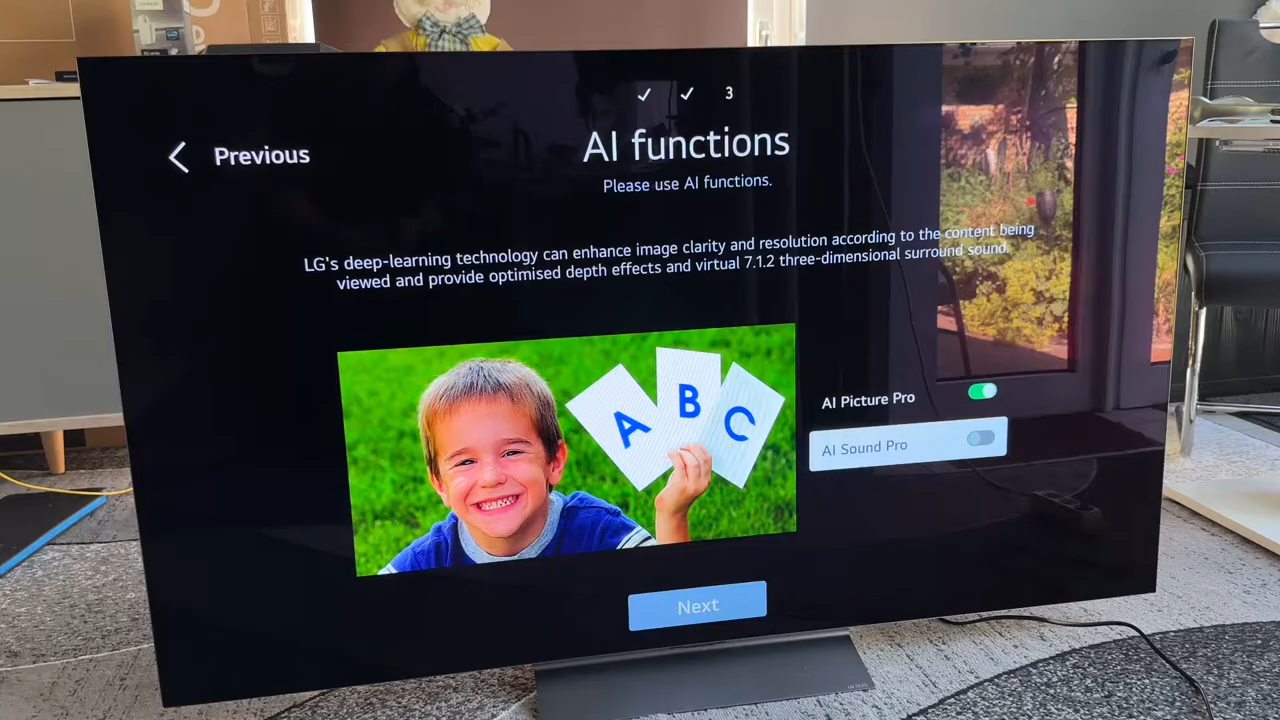 3
Previous
AI functions
Please use AI functions.
LG's deep-learning technology can enhance image clarity and resolution according to the content being
viewed and provide optimised depth effects and virtual 7.1.2 three-dimensional surround sound.
A B C
AI Picture Pro
AI Sound Pro
Next
LG OLED